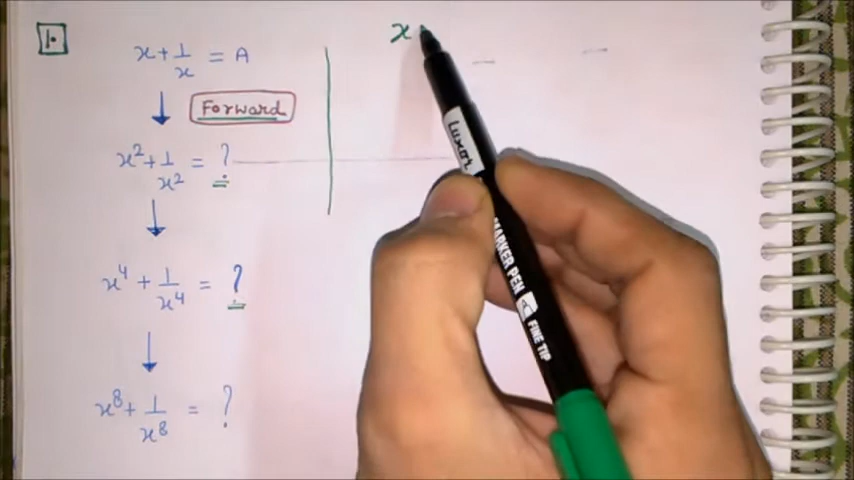 1.
x + 1/x = A
↓ Forward
x² + 1/x² = ?
↓
x⁴ + 1/x⁴ = ?
↓
x⁸ + 1/x⁸ = ?
x
Luxor
MARKER PEN FINE TIP